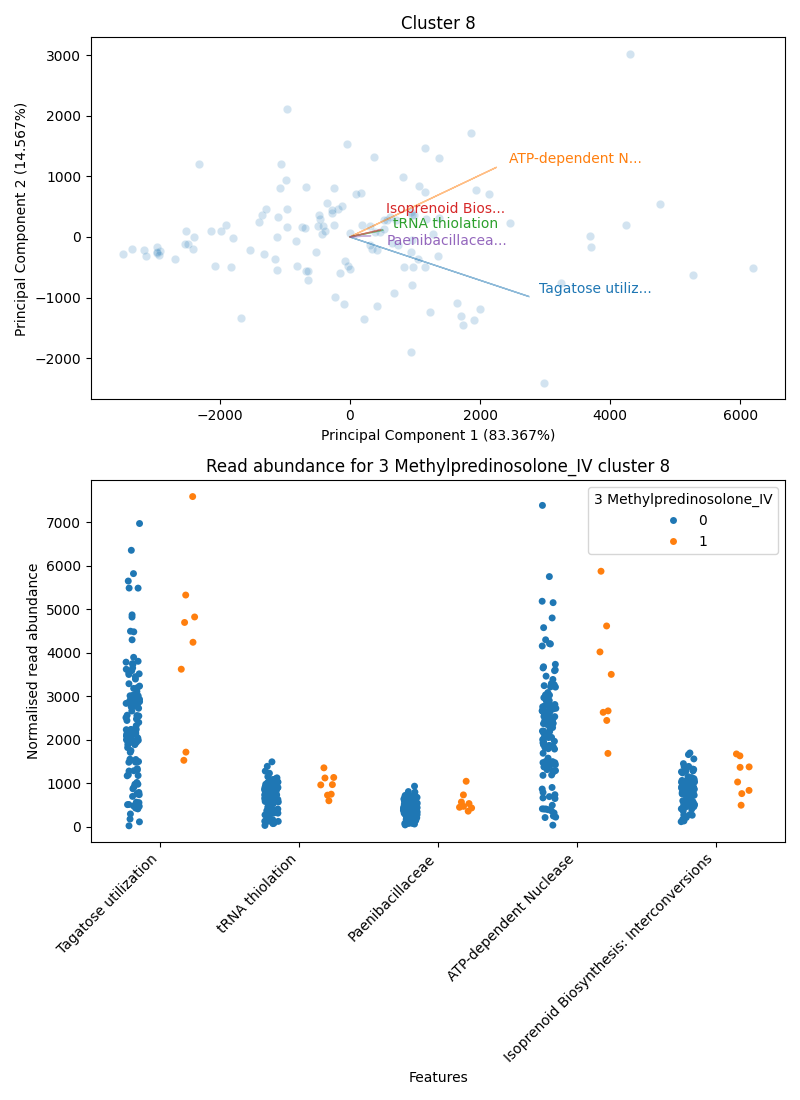 Cluster 8
3000
2000
1000
0
−1000
−2000
Principal Component 2 (14.567%)
ATP-dependent N...
Isoprenoid Bios...
tRNA thiolation
Paenibacillacea...
Tagatose utiliz...
−2000 0 2000 4000 6000
Principal Component 1 (83.367%)
Read abundance for 3 Methylpredinosolone_IV cluster 8
7000
6000
5000
4000
3000
2000
1000
0
Normalised read abundance
3 Methylpredinosolone_IV
0
1
Tagatose utilization
tRNA thiolation
Paenibacillaceae
ATP-dependent Nuclease
Isoprenoid Biosynthesis: Interconversions
Features